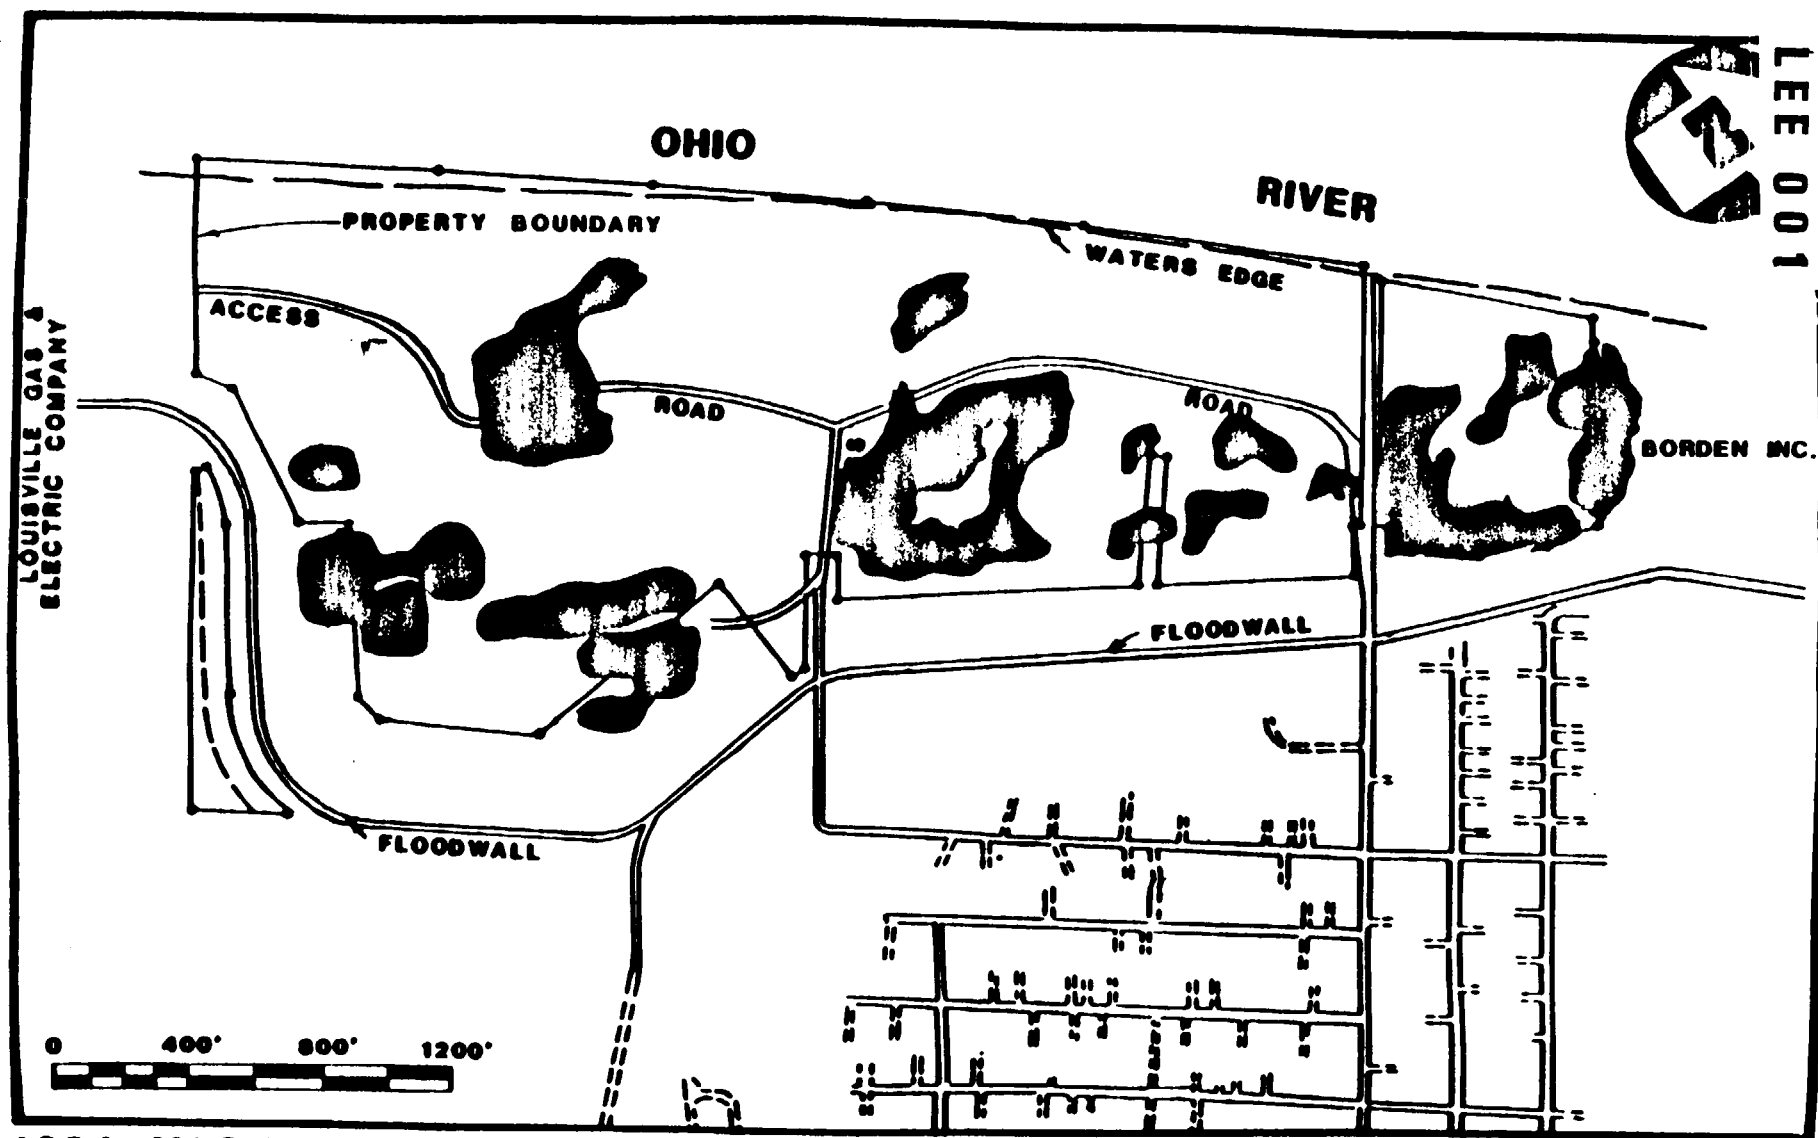 LEE 001
OHIO
RIVER
PROPERTY BOUNDARY
WATERS EDGE
ACCESS
ROAD
ROAD
LOUISVILLE GAS &
ELECTRIC COMPANY
BORDEN INC.
FLOODWALL
FLOODWALL
0 400' 800' 1200'